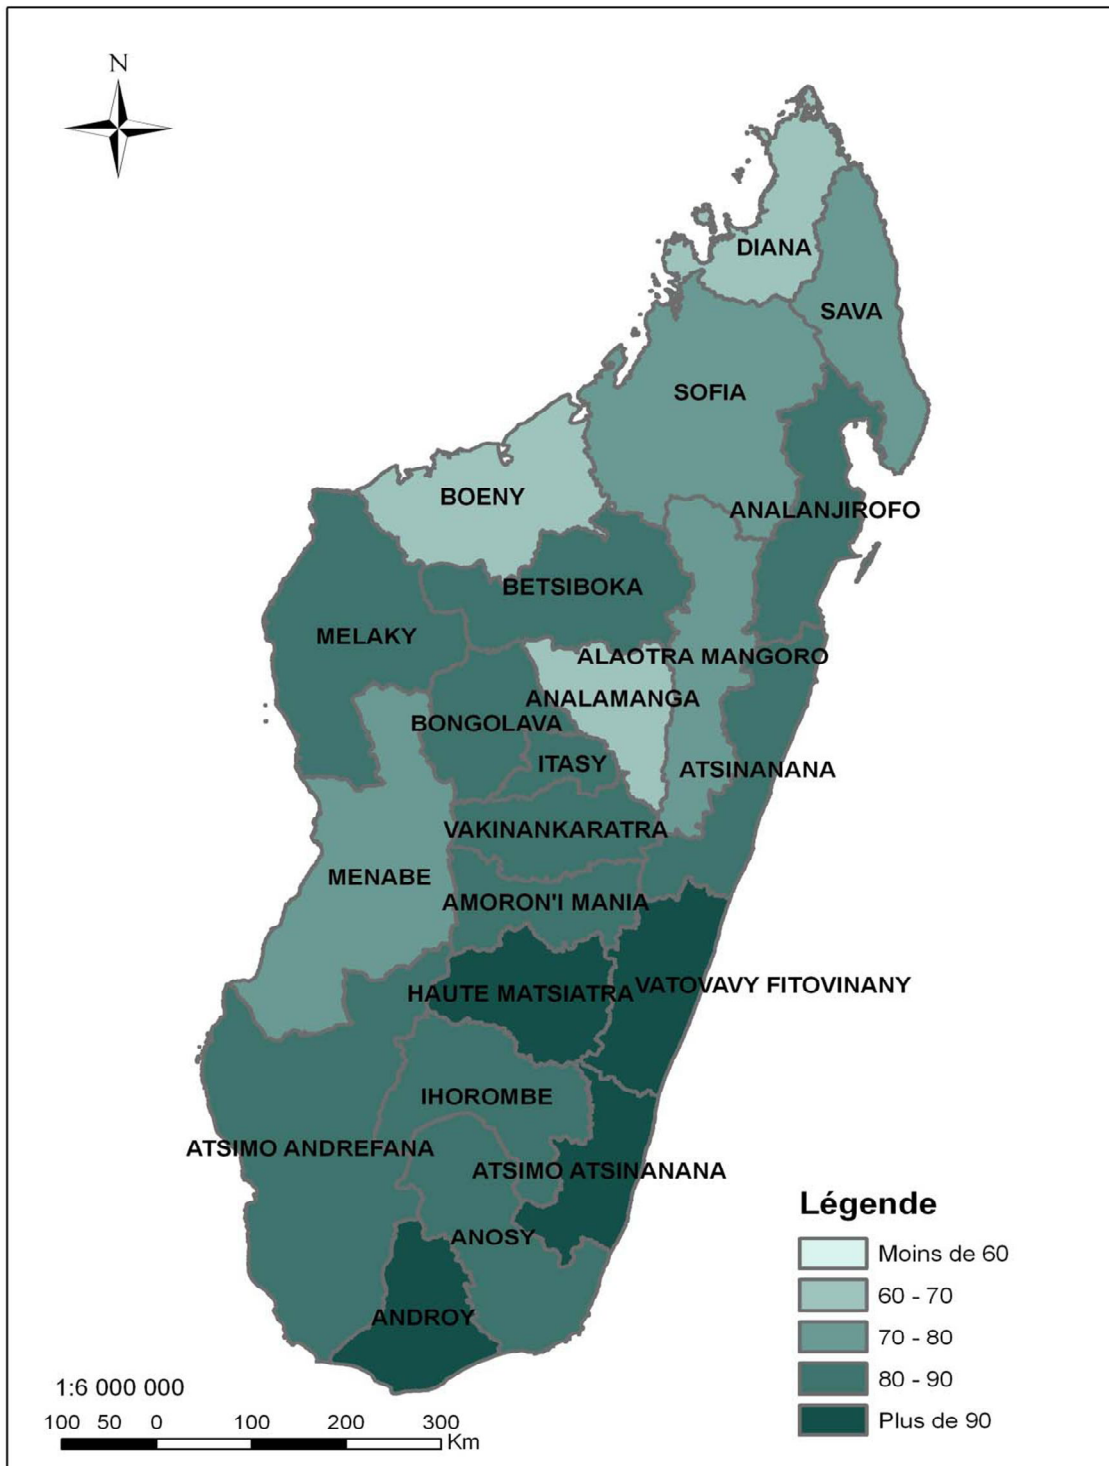 N
DIANA
SAVA
SOFIA
BOENY
ANALANJIROFO
BETSIBOKA
MELAKY
ALAOTRA MANGORO
ANALAMANGA
BONGOLAVA
ITASY
ATSINANANA
VAKINANKARATRA
MENABE
AMORON'I MANIA
HAUTE MATSIATRA
VATOVAVY FITOVINANY
IHOROMBE
ATSIMO ANDREFANA
ATSIMO ATSINANANA
ANOSY
ANDROY
Légende
Moins de 60
60 - 70
70 - 80
80 - 90
Plus de 90
1:6 000 000
100 50 0 100 200 300
Km